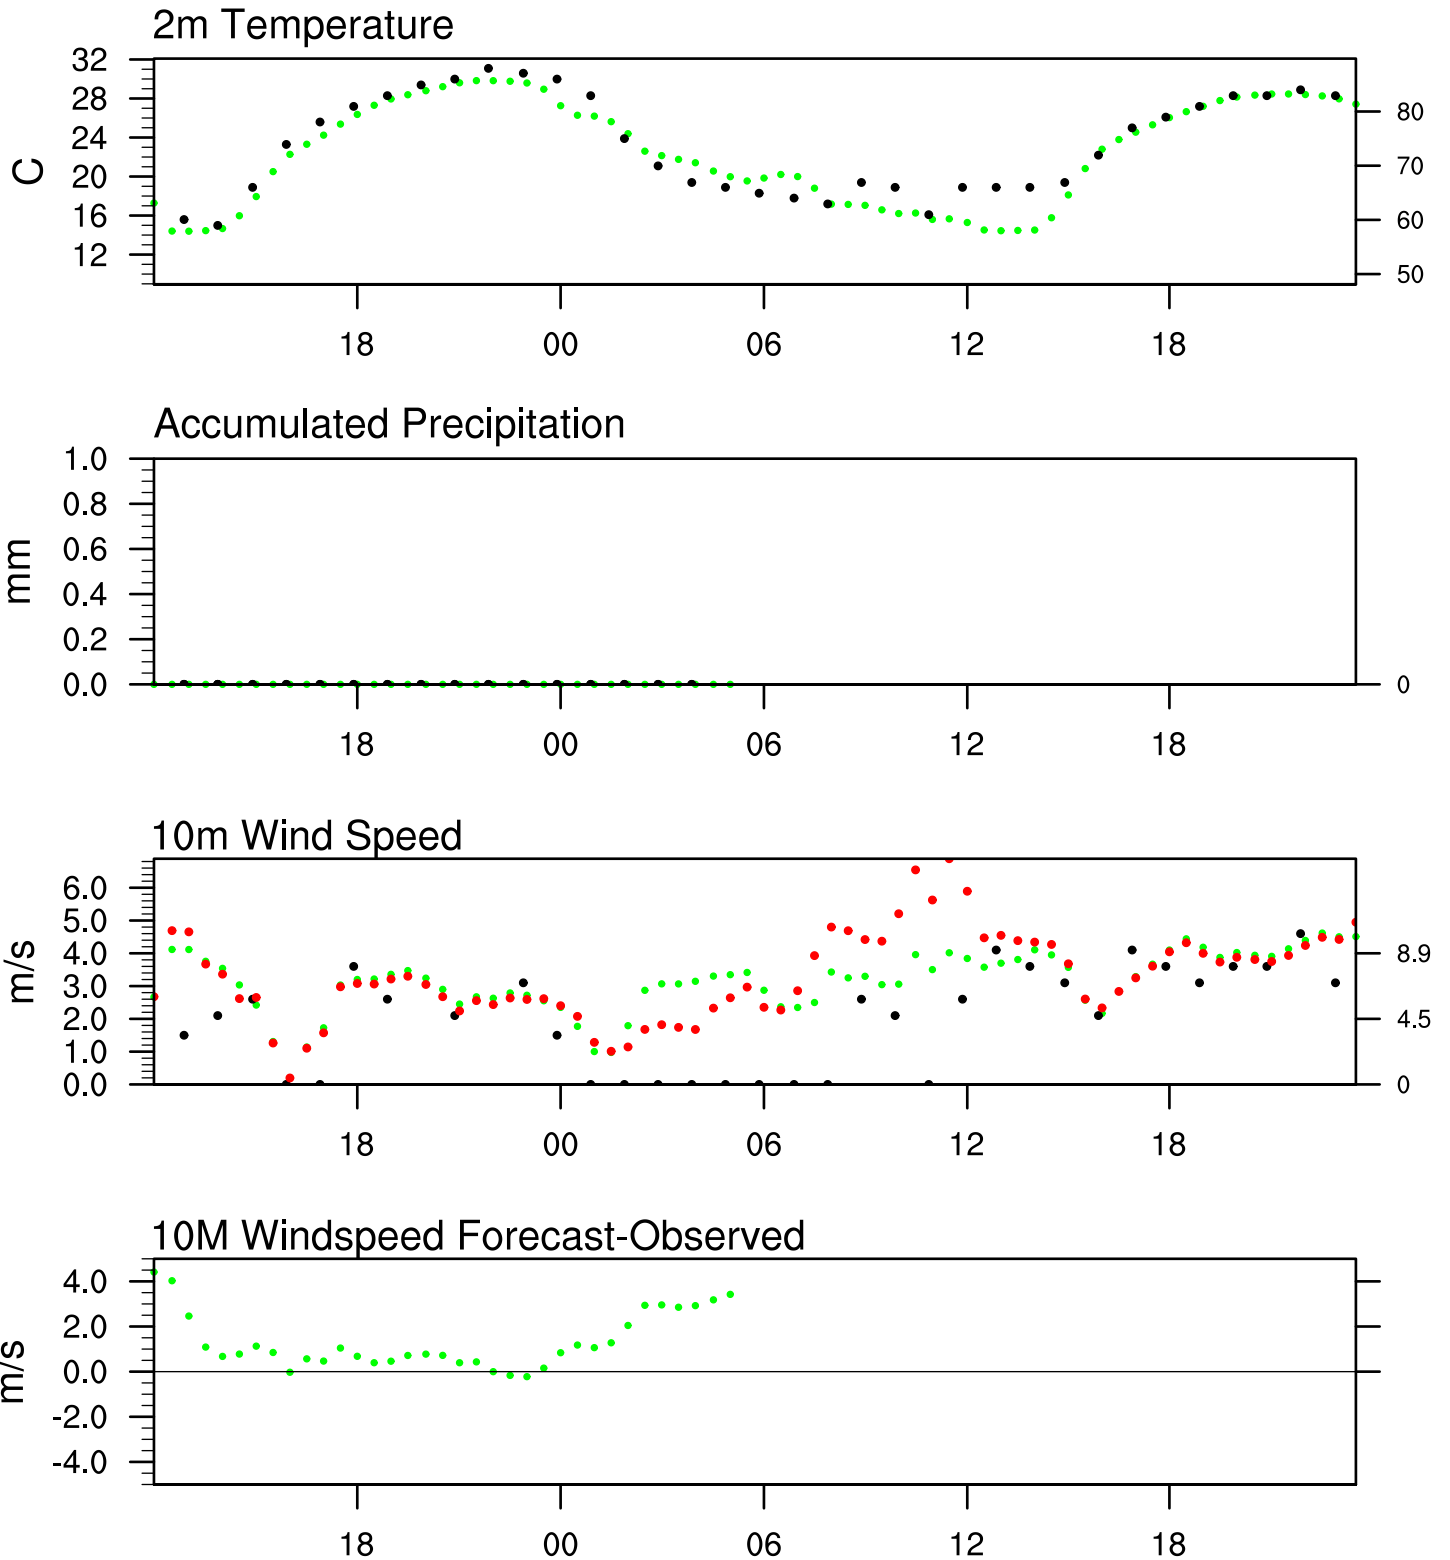 2m Temperature
32
28
24
20
16
12
C
80
70
60
50
18 00 06 12 18
Accumulated Precipitation
1.0
0.8
0.6
0.4
0.2
0.0
mm
0
18 00 06 12 18
10m Wind Speed
6.0
5.0
4.0
3.0
2.0
1.0
0.0
m/s
8.9
4.5
0
18 00 06 12 18
10M Windspeed Forecast-Observed
4.0
2.0
0.0
-2.0
-4.0
m/s
18 00 06 12 18